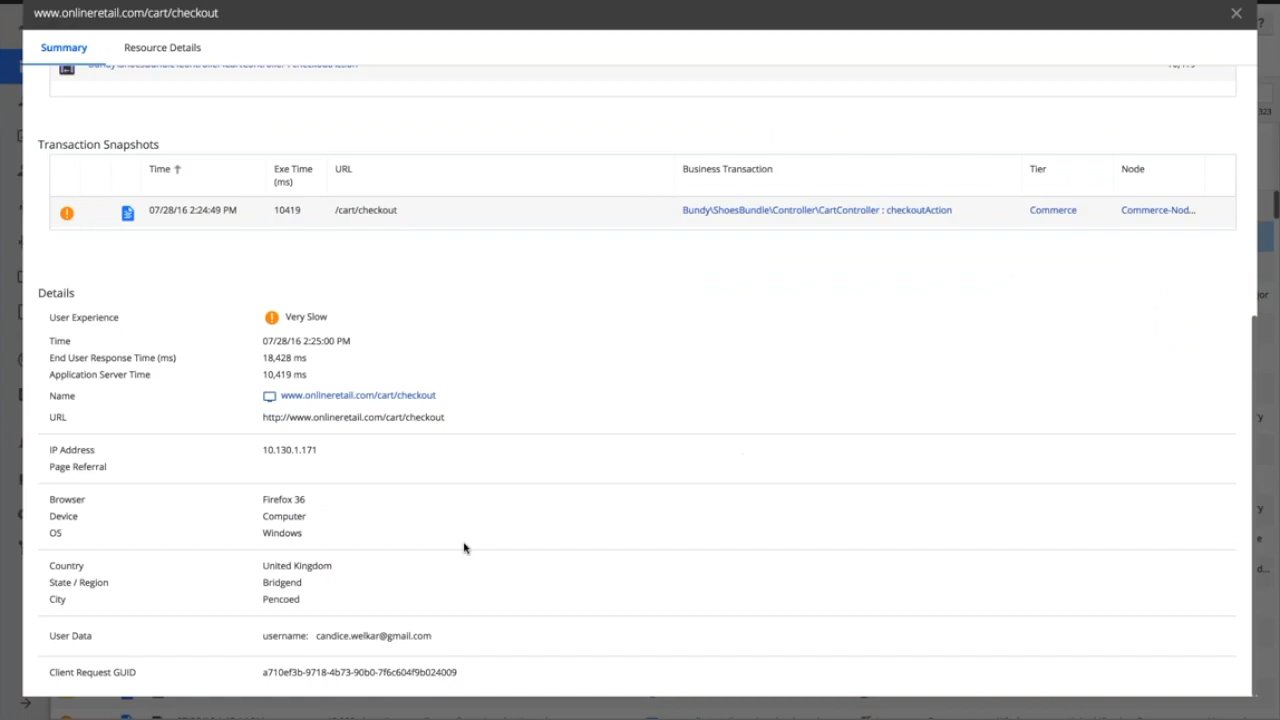 www.onlineretail.com/cart/checkout
Summary Resource Details
Transaction Snapshots
Time Exe Time (ms) URL Business Transaction Tier Node
07/28/16 2:24:49 PM 10419 /cart/checkout Bundy\ShoesBundle\Controller\CartController : checkoutAction Commerce Commerce-Nod...
Details
User Experience Very Slow
Time 07/28/16 2:25:00 PM
End User Response Time (ms) 18,428 ms
Application Server Time 10,419 ms
Name www.onlineretail.com/cart/checkout
URL http://www.onlineretail.com/cart/checkout
IP Address 10.130.1.171
Page Referral
Browser Firefox 36
Device Computer
OS Windows
Country United Kingdom
State / Region Bridgend
City Pencoed
User Data username: candice.welkar@gmail.com
Client Request GUID a710ef3b-9718-4b73-90b0-7f6c604f9b024009